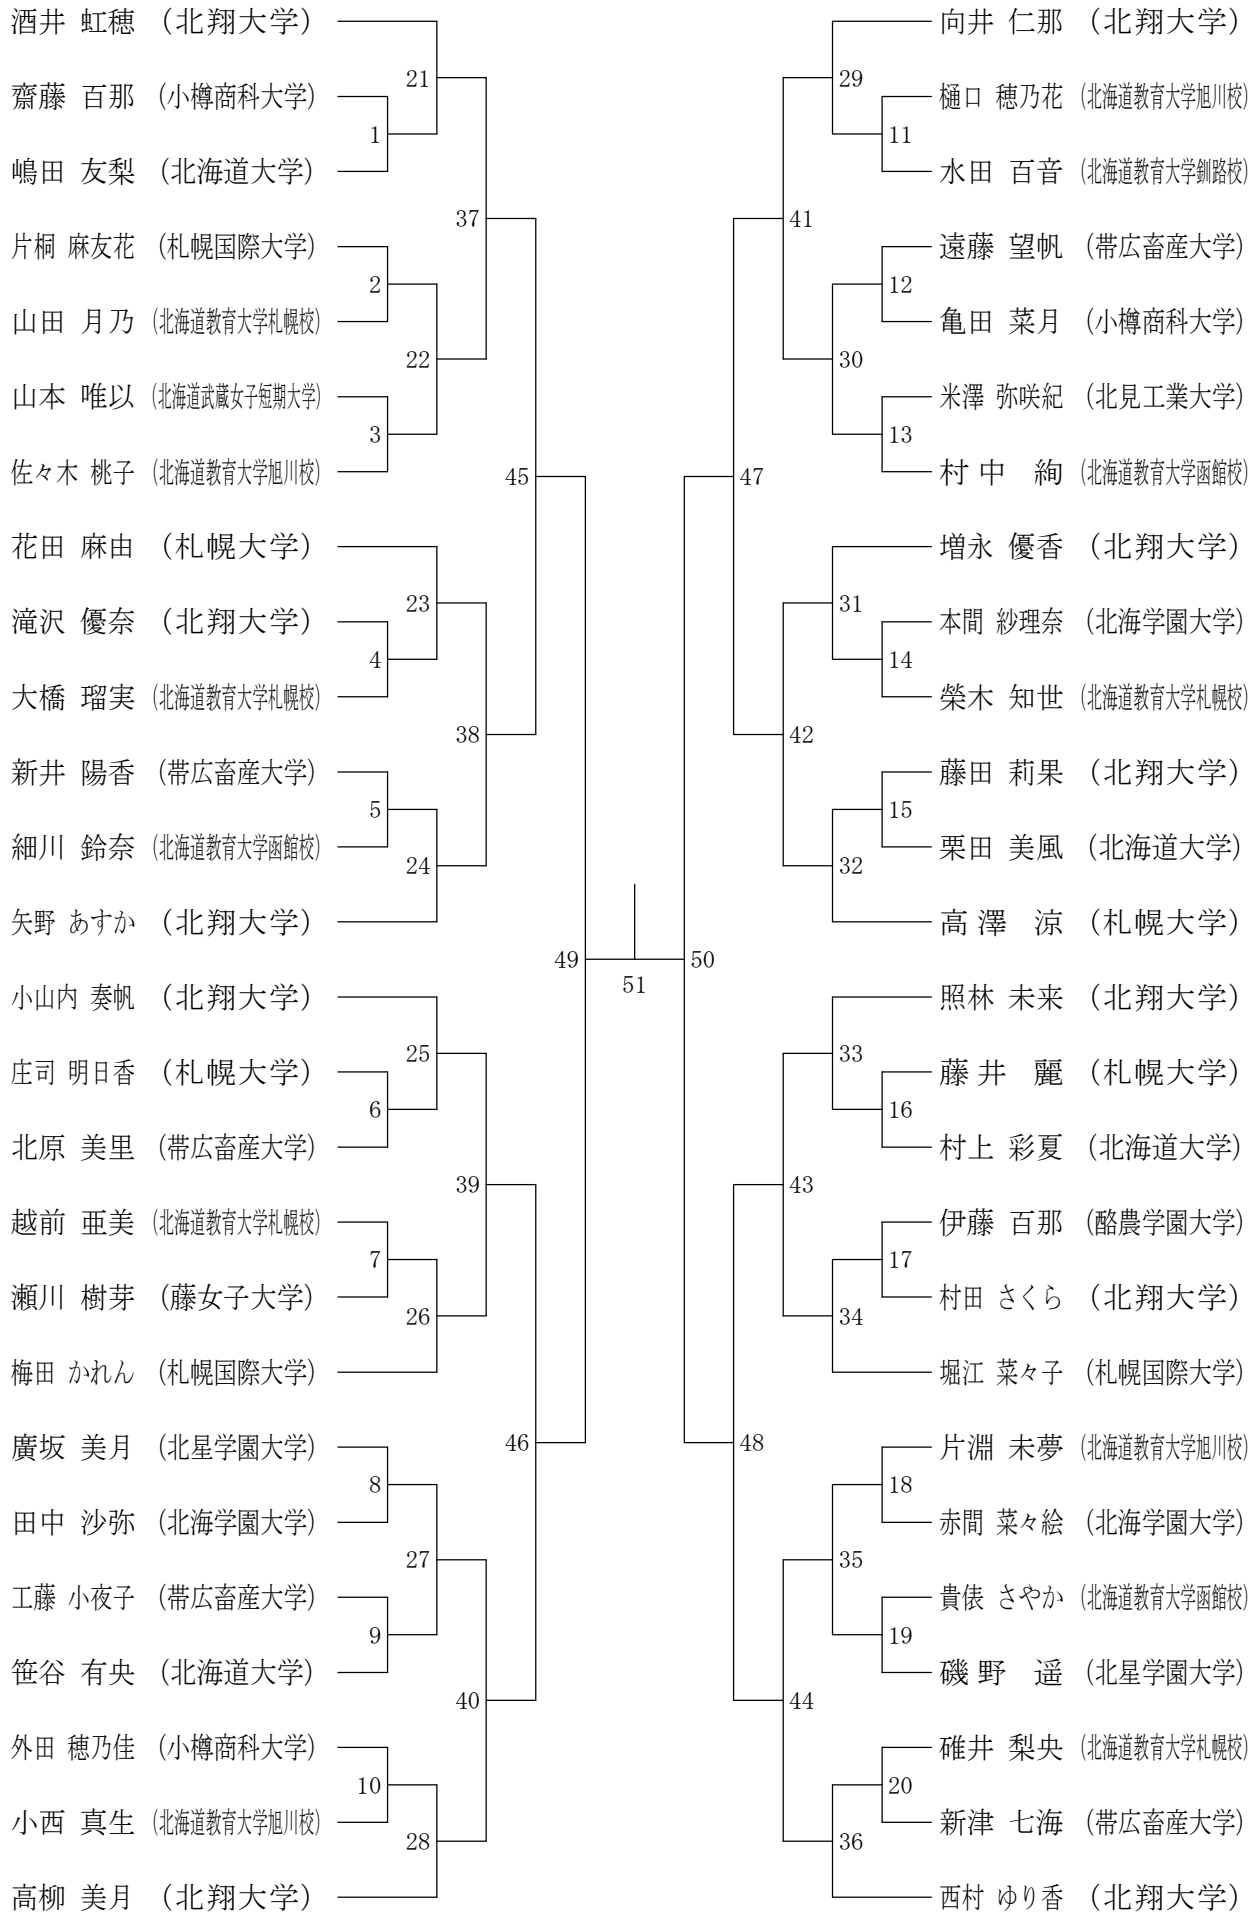 酒井 虹穂 (北翔大学)
齋藤 百那 (小樽商科大学)
嶋田 友梨 (北海道大学)
片桐 麻友花 (札幌国際大学)
山田 月乃 (北海道教育大学札幌校)
山本 唯以 (北海道武蔵女子短期大学)
佐々木 桃子 (北海道教育大学旭川校)
花田 麻由 (札幌大学)
滝沢 優奈 (北翔大学)
大橋 瑠実 (北海道教育大学札幌校)
新井 陽香 (帯広畜産大学)
細川 鈴奈 (北海道教育大学函館校)
矢野 あすか (北翔大学)
小山内 奏帆 (北翔大学)
庄司 明日香 (札幌大学)
北原 美里 (帯広畜産大学)
越前 亜美 (北海道教育大学札幌校)
瀬川 樹芽 (藤女子大学)
梅田 かれん (札幌国際大学)
廣坂 美月 (北星学園大学)
田中 沙弥 (北海学園大学)
工藤 小夜子 (帯広畜産大学)
笹谷 有央 (北海道大学)
外田 穂乃佳 (小樽商科大学)
小西 真生 (北海道教育大学旭川校)
高柳 美月 (北翔大学)
1
2
3
4
5
6
7
8
9
10
21
22
23
24
25
26
27
28
37
38
39
40
45
46
49
51
50
47
48
41
42
43
44
29
30
31
32
33
34
35
36
11
12
13
14
15
16
17
18
19
20
向井 仁那 (北翔大学)
樋口 穂乃花 (北海道教育大学旭川校)
水田 百音 (北海道教育大学釧路校)
遠藤 望帆 (帯広畜産大学)
亀田 菜月 (小樽商科大学)
米澤 弥咲紀 (北見工業大学)
村中 絢 (北海道教育大学函館校)
増永 優香 (北翔大学)
本間 紗理奈 (北海学園大学)
榮木 知世 (北海道教育大学札幌校)
藤田 莉果 (北翔大学)
栗田 美風 (北海道大学)
高澤 涼 (札幌大学)
照林 未来 (北翔大学)
藤井 麗 (札幌大学)
村上 彩夏 (北海道大学)
伊藤 百那 (酪農学園大学)
村田 さくら (北翔大学)
堀江 菜々子 (札幌国際大学)
片淵 未夢 (北海道教育大学旭川校)
赤間 菜々絵 (北海学園大学)
貴俵 さやか (北海道教育大学函館校)
磯野 遥 (北星学園大学)
碓井 梨央 (北海道教育大学札幌校)
新津 七海 (帯広畜産大学)
西村 ゆり香 (北翔大学)